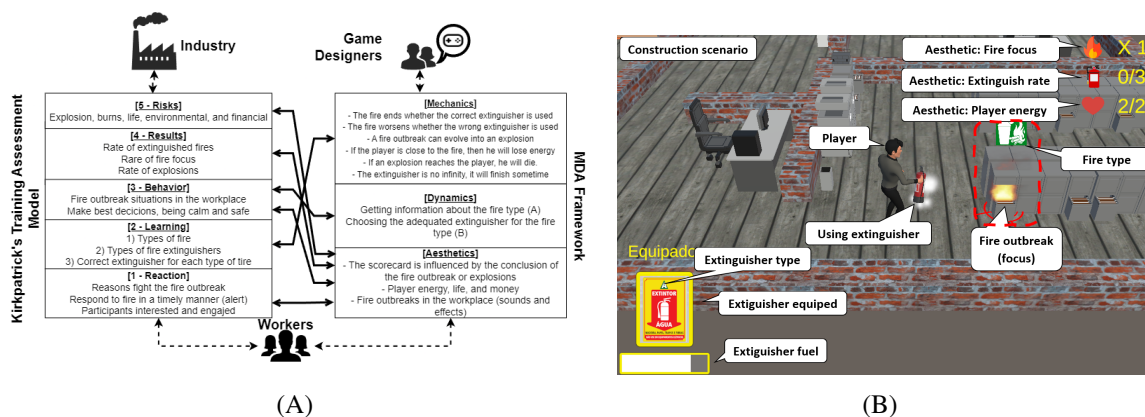 Industry
Game
Designers
Kirkpatrick's Training Assessment
Model
[5 - Risks)
Explosion, burns, life, environmental, and financial
[4 – Results]
Rate of extinguished fires
Rare of fire focus
Rate of explosions
[3 – Behavior]
Fire outbreak situations in the workplace
Make best decicions, being calm and safe
[2 - Learning]
1) Types of fire
2) Types of fire extinguishers
3) Correct extinguisher for each type of tire
[1 - Reaction]
Reasons fight the fire outbreak
Respond to fire in a timely manner (alert)
Participants interested and engajed
[Mechanics]
- The fire ends whether the correct extinguisher is used
- The fire worsens whether the wrong extinguisher is used
- A fire outbreak can evolve into an explosion
- If the player is close to the fire, then he will lose energy
- If an explosion reaches the player, he will die.
- The extinguisher is no infinity, it will finish sometime
[Dynamics]
Getting information about the fire type (A)
Choosing the adequated extinguisher for the
fire type (B)
[Aesthetics]
- The scorecard is influenced by the conclusion of
the fire outbreak or explosions
- Player energy, life, and money
- Fire outbreaks in the workplace (sounds and
effects)
MDA Framework
Workers
(A)
Construction scenario
Aesthetic: Fire focus
X 1
Aesthetic: Extinguish rate
0/3
Aesthetic: Player energy
2/2
Player
Fire type
Using extinguisher
Fire outbreak
(focus)
Equipado
Extinguisher type
A
EXTINTOR
ÁGUA
Extiguisher equiped
Extiguisher fuel
(B)